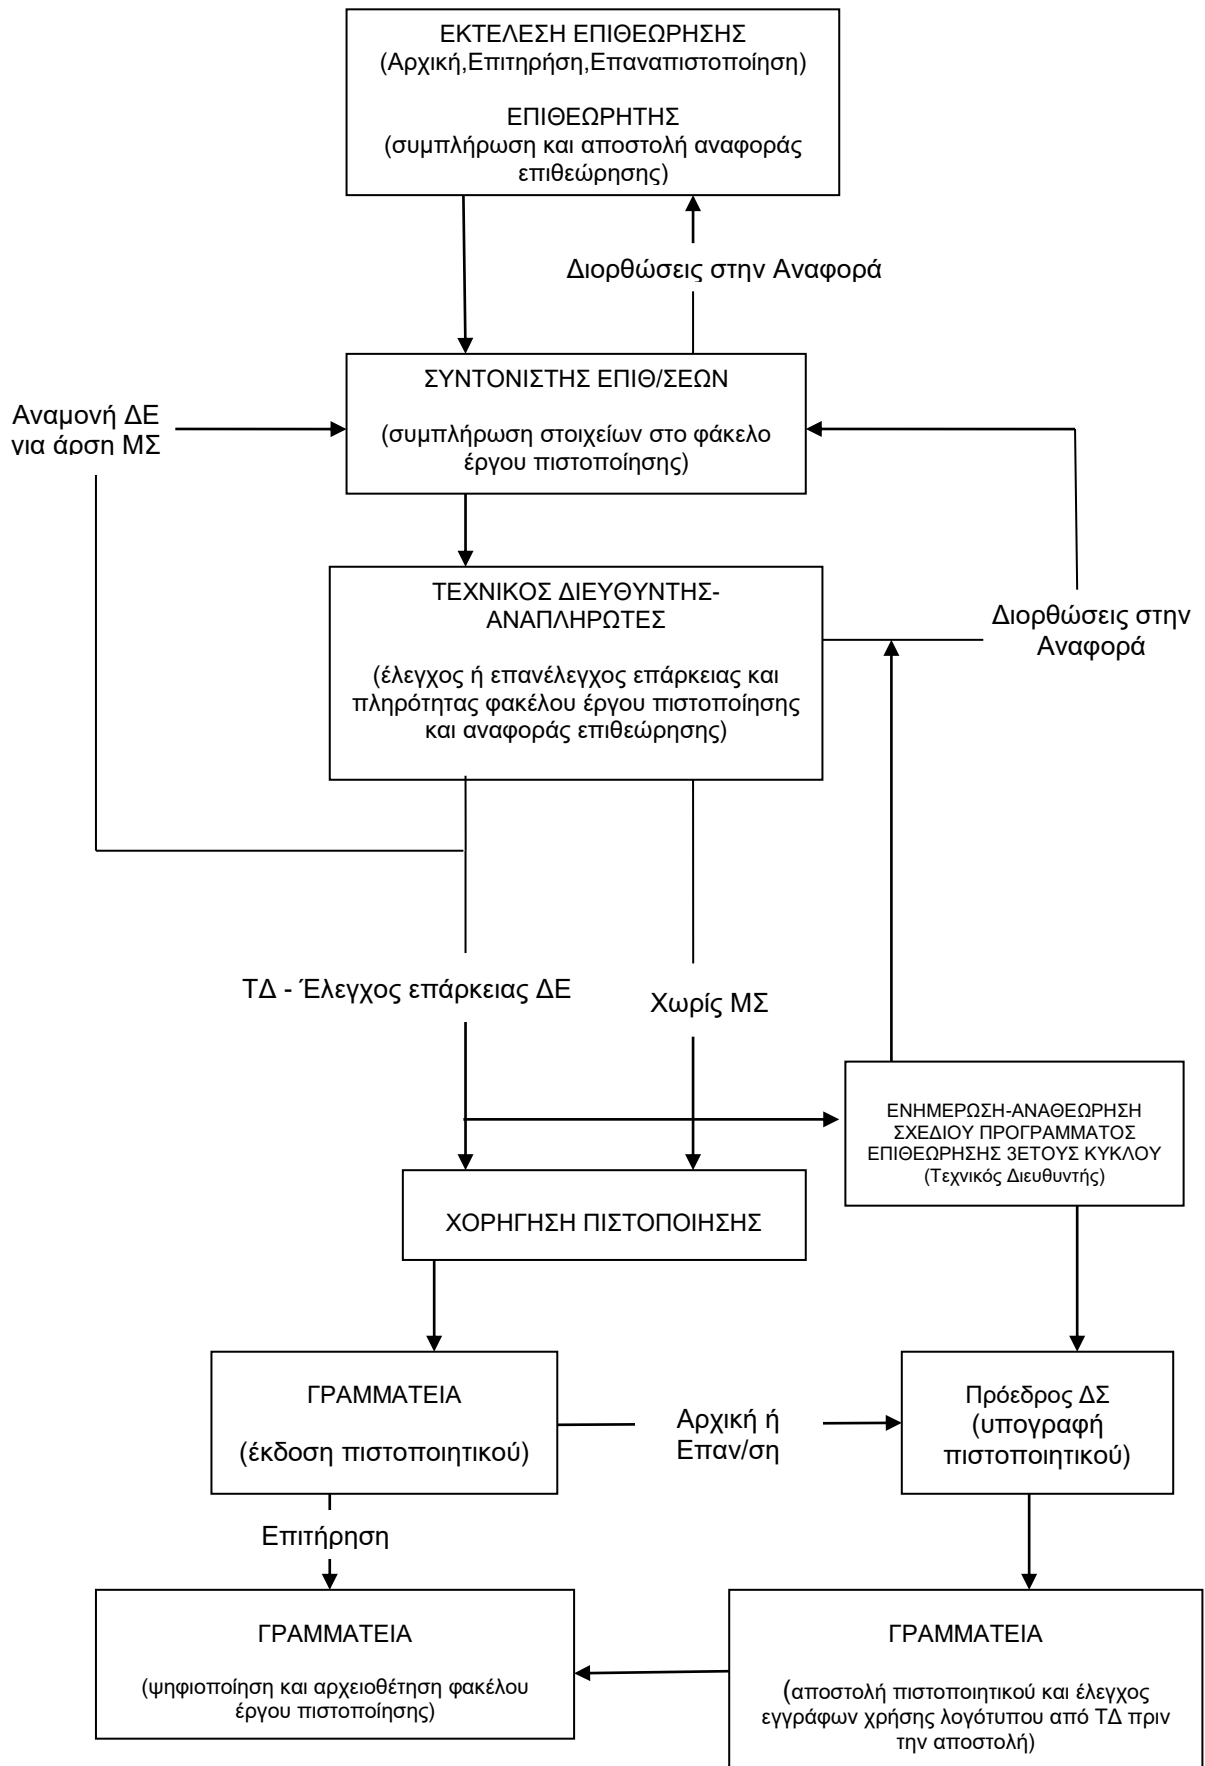 ΕΚΤΕΛΕΣΗ ΕΠΙΘΕΩΡΗΣΗΣ
(Αρχική,Επιτηρήση,Επαναπιστοποίηση)
ΕΠΙΘΕΩΡΗΤΗΣ
(συμπλήρωση και αποστολή αναφοράς
επιθεώρησης)
Διορθώσεις στην Αναφορά
ΣΥΝΤΟΝΙΣΤΗΣ ΕΠΙΘ/ΣΕΩΝ
(συμπλήρωση στοιχείων στο φάκελο
έργου πιστοποίησης)
Αναμονή ΔΕ
για άρση ΜΣ
ΤΕΧΝΙΚΟΣ ΔΙΕΥΘΥΝΤΗΣ-
ΑΝΑΠΛΗΡΩΤΕΣ
(έλεγχος ή επανέλεγχος επάρκειας και
πληρότητας φακέλου έργου πιστοποίησης
και αναφοράς επιθεώρησης)
Διορθώσεις στην
Αναφορά
ΤΔ - Έλεγχος επάρκειας ΔΕ
Χωρίς ΜΣ
ΕΝΗΜΕΡΩΣΗ-ΑΝΑΘΕΩΡΗΣΗ
ΣΧΕΔΙΟΥ ΠΡΟΓΡΑΜΜΑΤΟΣ
ΕΠΙΘΕΩΡΗΣΗΣ 3ΕΤΟΥΣ ΚΥΚΛΟΥ
(Τεχνικός Διευθυντής)
ΧΟΡΗΓΗΣΗ ΠΙΣΤΟΠΟΙΗΣΗΣ
ΓΡΑΜΜΑΤΕΙΑ
(έκδοση πιστοποιητικού)
Αρχική ή
Επαν/ση
Πρόεδρος ΔΣ
(υπογραφή
πιστοποιητικού)
Επιτήρηση
ΓΡΑΜΜΑΤΕΙΑ
(ψηφιοποίηση και αρχειοθέτηση φακέλου
έργου πιστοποίησης)
ΓΡΑΜΜΑΤΕΙΑ
(αποστολή πιστοποιητικού και έλεγχος
εγγράφων χρήσης λογότυπου από ΤΔ πριν
την αποστολή)